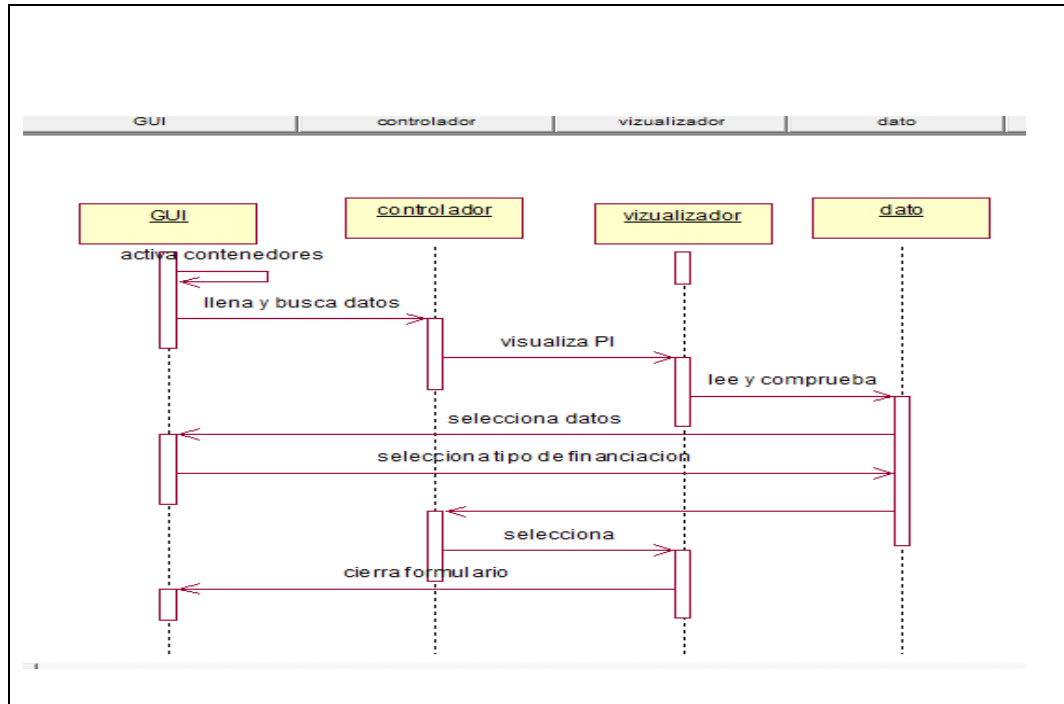 GUI controlador vizualizador dato
GUI controlador vizualizador dato
activa contenedores
llena y busca datos
visualiza PI
lee y comprueba
selecciona datos
selecciona tipo de financiacion
selecciona
cierra formulario